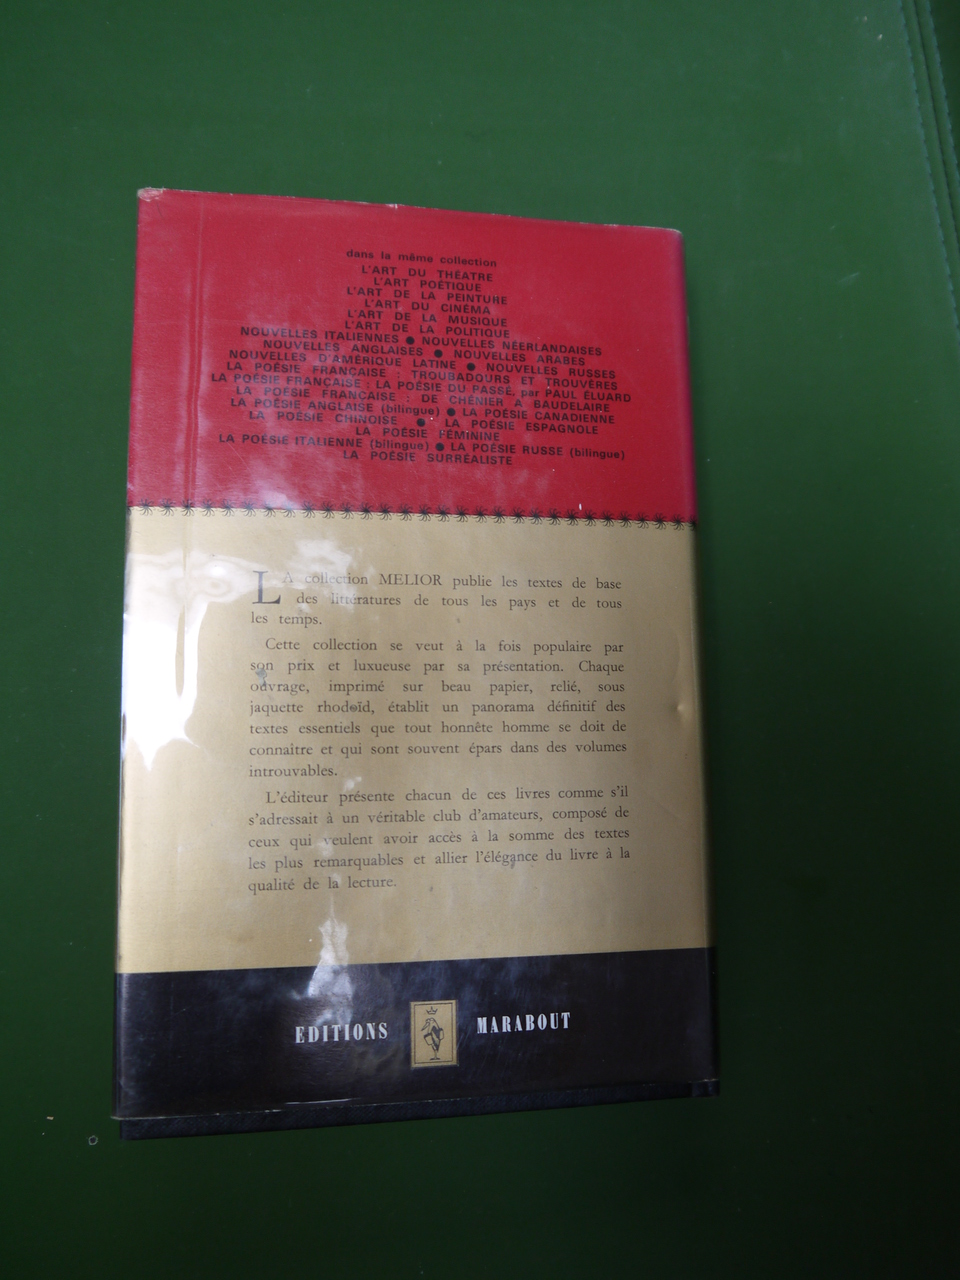 dans la même collection
L'ART DU THÉATRE
L'ART POÉTIQUE
L'ART DE LA PEINTURE
L'ART DU CINÉMA
L'ART DE LA MUSIQUE
L'ART DE LA POLITIQUE
NOUVELLES ITALIENNES ● NOUVELLES NÉERLANDAISES
NOUVELLES ANGLAISES ● NOUVELLES ARABES
NOUVELLES D'AMÉRIQUE LATINE ● NOUVELLES RUSSES
LA POÉSIE FRANÇAISE : TROUBADOURS ET TROUVÈRES
LA POÉSIE FRANÇAISE : LA POÉSIE DU PASSÉ, par PAUL ÉLUARD
LA POÉSIE FRANÇAISE : DE CHÉNIER A BAUDELAIRE
LA POÉSIE ANGLAISE (bilingue) ● LA POÉSIE CANADIENNE
LA POÉSIE CHINOISE ● LA POÉSIE ESPAGNOLE
LA POÉSIE FÉMININE
LA POÉSIE ITALIENNE (bilingue) ● LA POÉSIE RUSSE (bilingue)
LA POÉSIE SURRÉALISTE
LA collection MELIOR publie les textes de base
des littératures de tous les pays et de tous
les temps.
Cette collection se veut à la fois populaire par
son prix et luxueuse par sa présentation. Chaque
ouvrage, imprimé sur beau papier, relié, sous
jaquette rhodoïd, établit un panorama définitif des
textes essentiels que tout honnête homme se doit de
connaître et qui sont souvent épars dans des volumes
introuvables.
L'éditeur présente chacun de ces livres comme s'il
s'adressait à un véritable club d'amateurs, composé de
ceux qui veulent avoir accès à la somme des textes
les plus remarquables et allier l'élégance du livre à la
qualité de la lecture.
EDITIONS MARABOUT